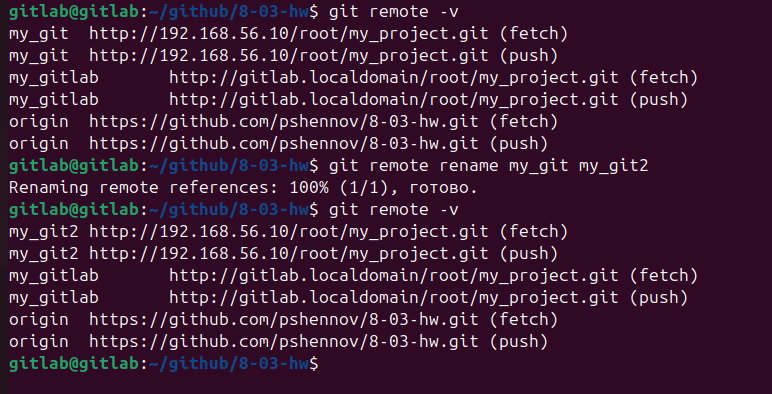 gitlab@gitlab:~/github/8-03-hw$ git remote -v
my_git  http://192.168.56.10/root/my_project.git (fetch)
my_git  http://192.168.56.10/root/my_project.git (push)
my_gitlab       http://gitlab.localdomain/root/my_project.git (fetch)
my_gitlab       http://gitlab.localdomain/root/my_project.git (push)
origin  https://github.com/pshennov/8-03-hw.git (fetch)
origin  https://github.com/pshennov/8-03-hw.git (push)
gitlab@gitlab:~/github/8-03-hw$ git remote rename my_git my_git2
Renaming remote references: 100% (1/1), готово.
gitlab@gitlab:~/github/8-03-hw$ git remote -v
my_git2 http://192.168.56.10/root/my_project.git (fetch)
my_git2 http://192.168.56.10/root/my_project.git (push)
my_gitlab       http://gitlab.localdomain/root/my_project.git (fetch)
my_gitlab       http://gitlab.localdomain/root/my_project.git (push)
origin  https://github.com/pshennov/8-03-hw.git (fetch)
origin  https://github.com/pshennov/8-03-hw.git (push)
gitlab@gitlab:~/github/8-03-hw$